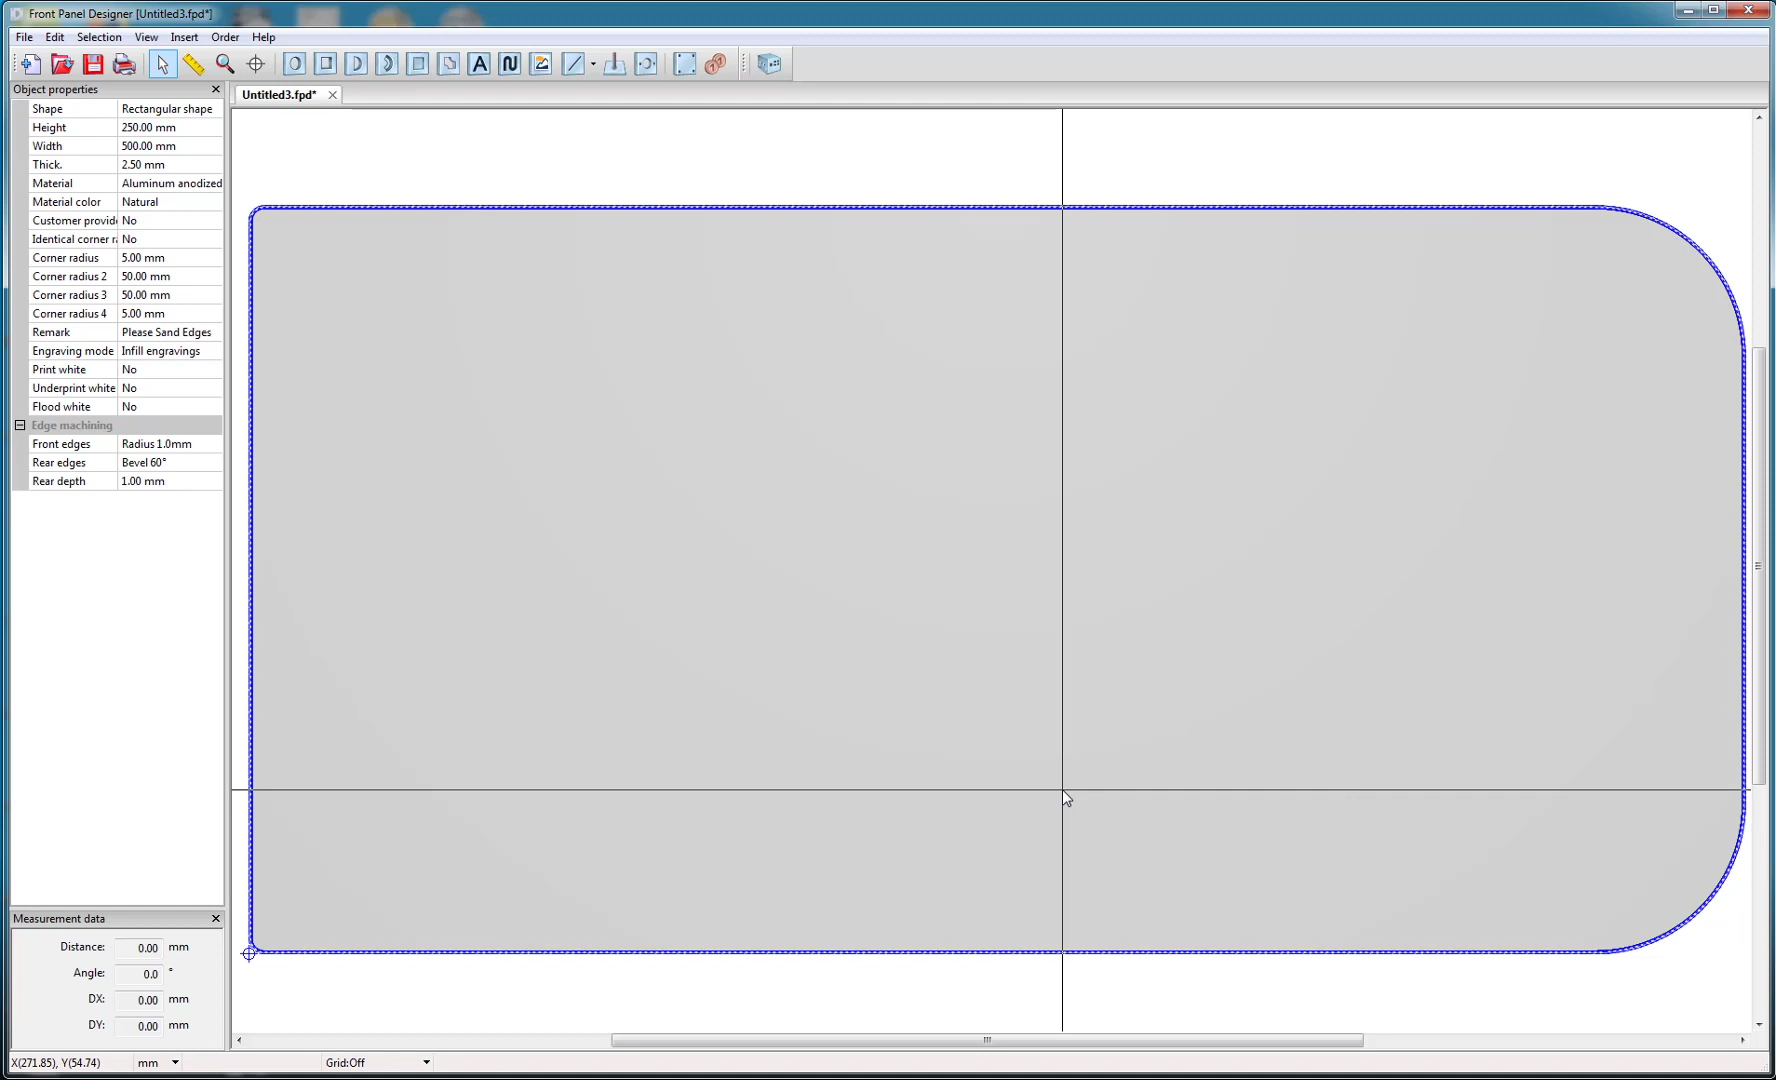 Front Panel Designer [Untitled3.fpd*]
File Edit Selection View Insert Order Help
Object properties
Untitled3.fpd*
Shape Rectangular shape
Height 250.00 mm
Width 500.00 mm
Thick. 2.50 mm
Material Aluminum anodized
Material color Natural
Customer provid No
Identical corner r No
Corner radius 5.00 mm
Corner radius 2 50.00 mm
Corner radius 3 50.00 mm
Corner radius 4 5.00 mm
Remark Please Sand Edges
Engraving mode Infill engravings
Print white No
Underprint white No
Flood white No
Edge machining
Front edges Radius 1.0mm
Rear edges Bevel 60°
Rear depth 1.00 mm
Measurement data
Distance: 0.00 mm
Angle: 0.0 °
DX: 0.00 mm
DY: 0.00 mm
X(271.85), Y(54.74) mm Grid:Off